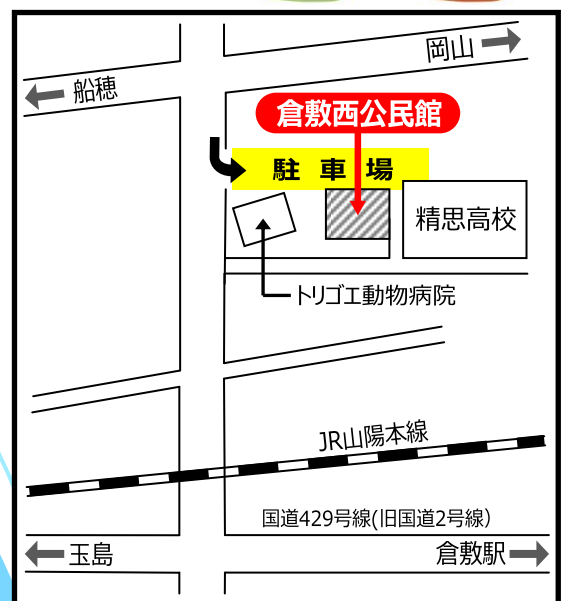 岡山
船穂
倉敷西公民館
駐車場
精思高校
トリゴエ動物病院
JR山陽本線
国道429号線(旧国道2号線)
玉島
倉敷駅